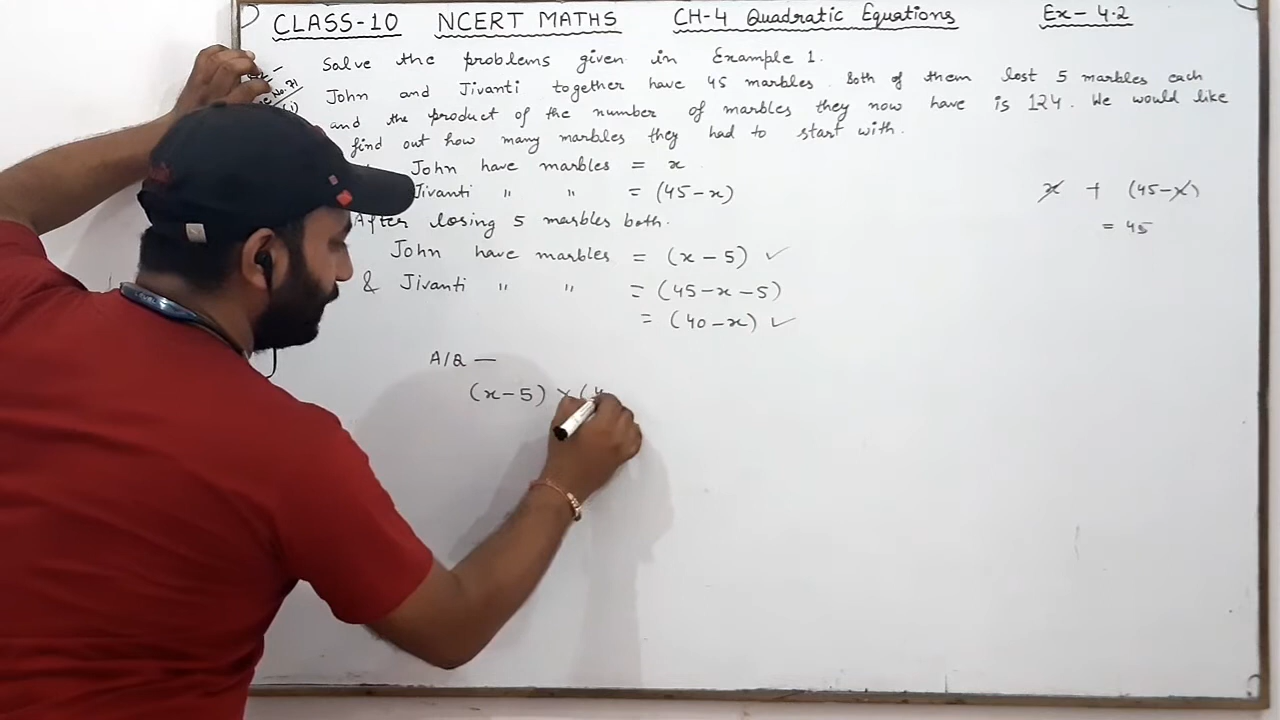 CLASS-10 NCERT MATHS CH-4 Quadratic Equations Ex-4.2
Solve the problems given in Example 1.
John and Jivanti together have 45 marbles. Both of them lost 5 marbles each
and the product of the number of marbles they now have is 124. We would like
find out how many marbles they had to start with.
John have marbles = x
Jivanti " " = (45-x)
x + (45-x)
= 45
After losing 5 marbles both.
John have marbles = (x-5) ✓
& Jivanti " " = (45-x-5)
= (40-x) ✓
A/Q —
(x-5) × (4